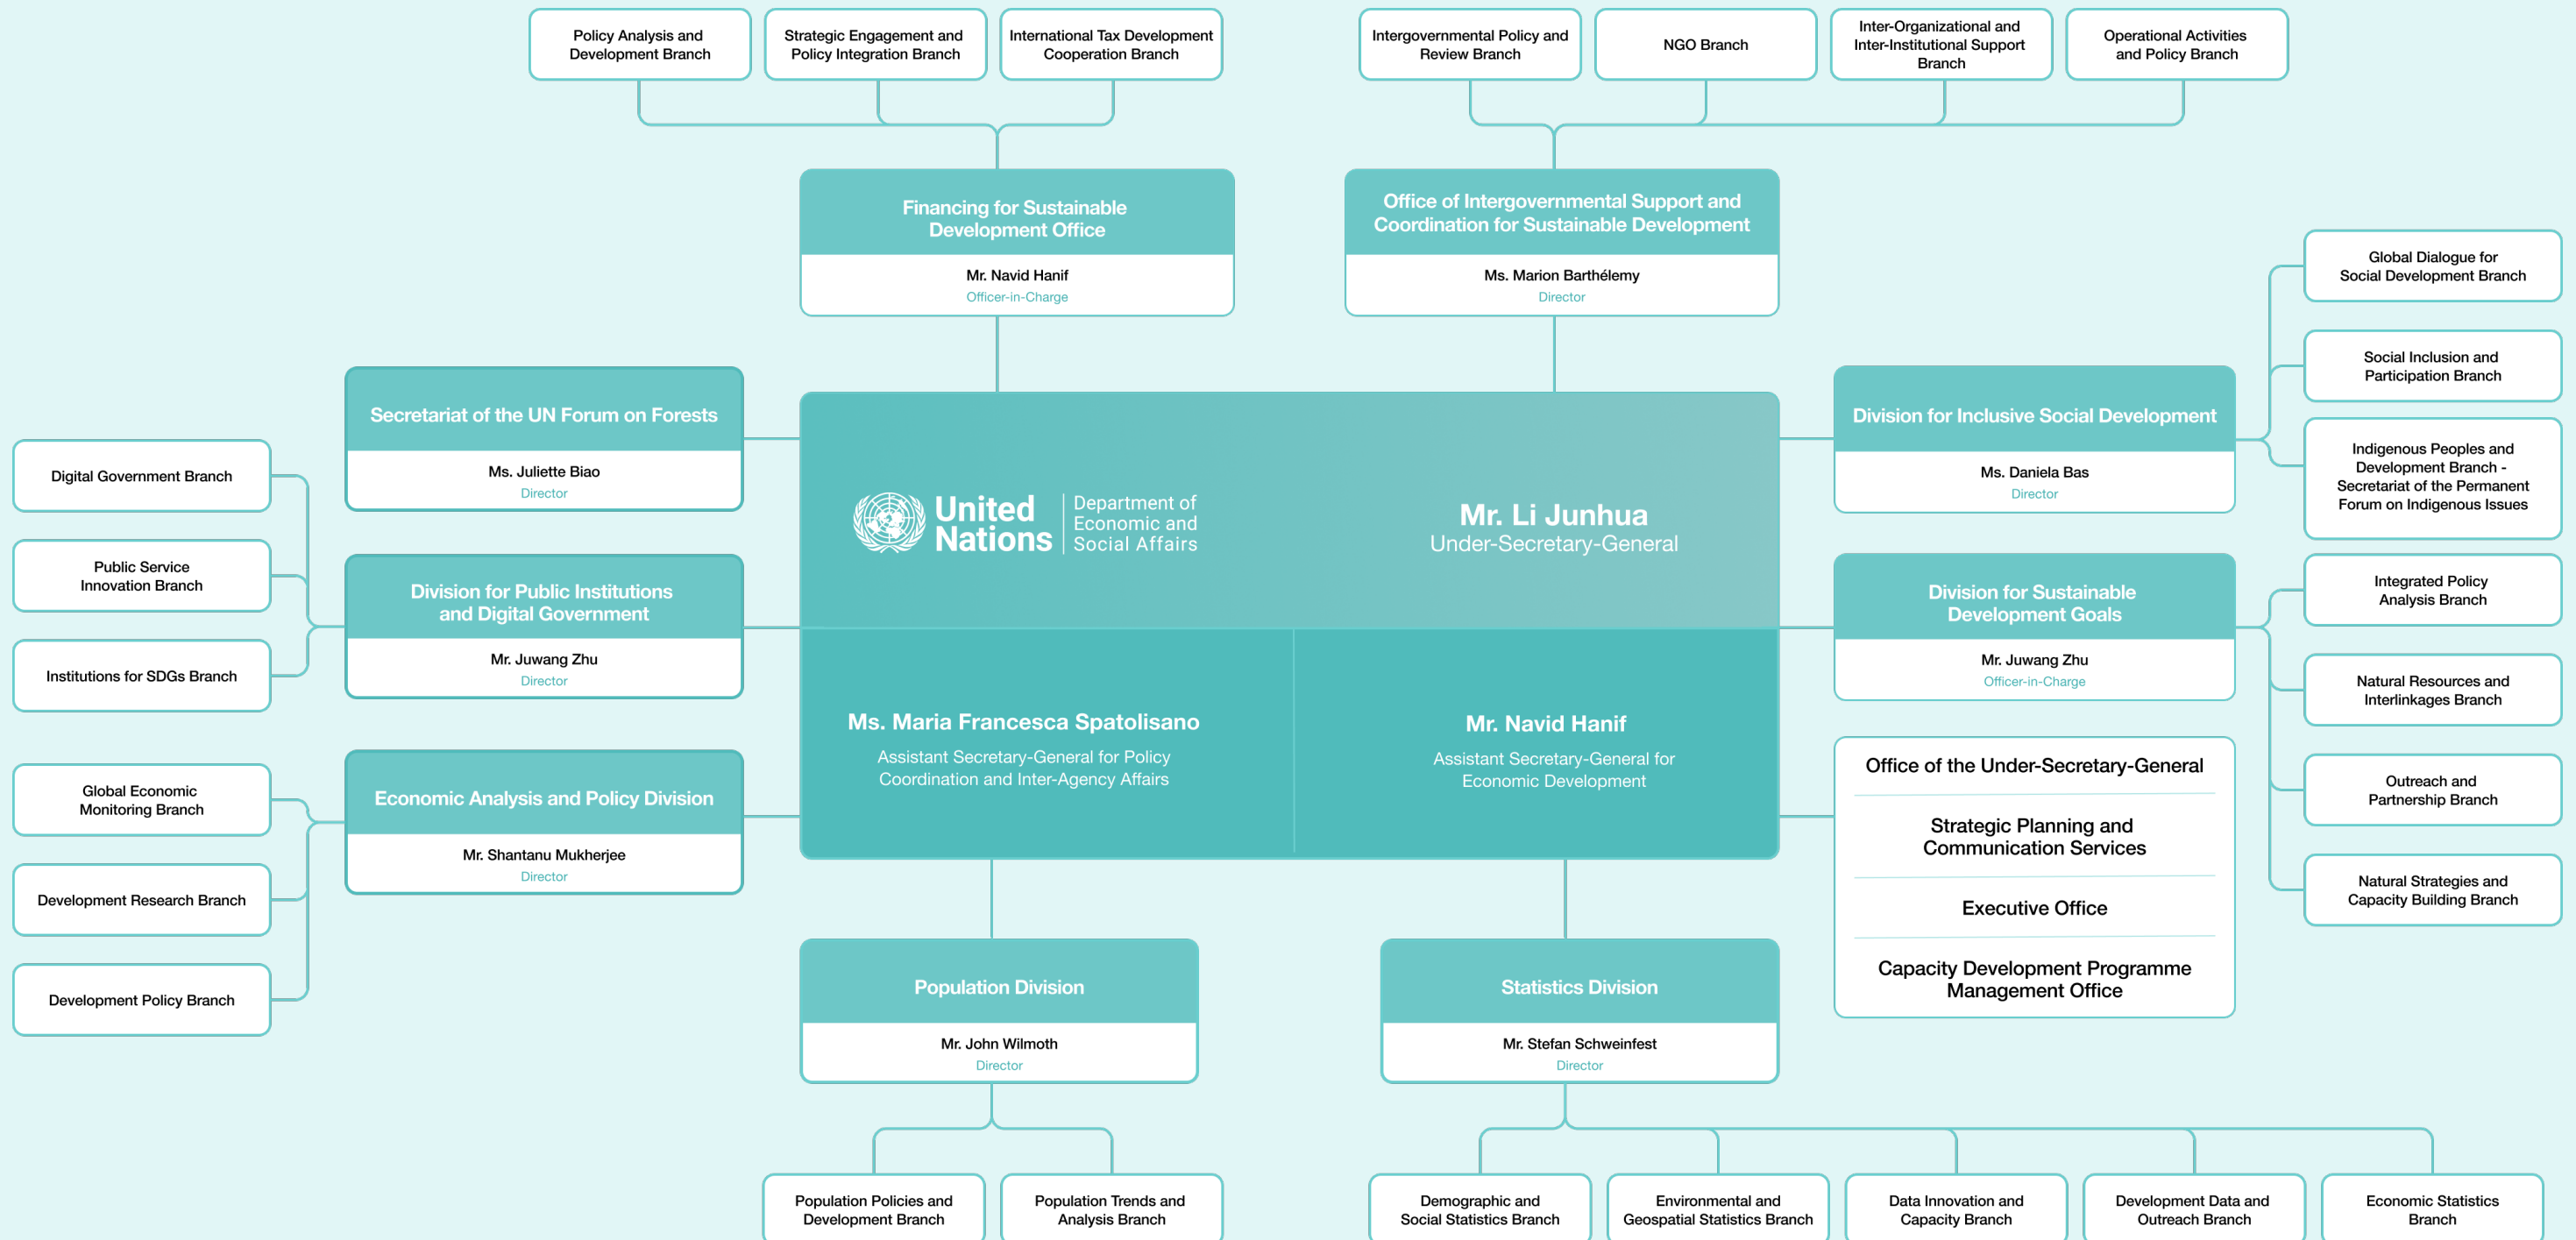 Policy Analysis and
Development Branch
Strategic Engagement and
Policy Integration Branch
International Tax Development
Cooperation Branch
Intergovernmental Policy and
Review Branch
NGO Branch
Inter-Organizational and
Inter-Institutional Support
Branch
Operational Activities
and Policy Branch
Financing for Sustainable
Development Office
Mr. Navid Hanif
Officer-in-Charge
Office of Intergovernmental Support and
Coordination for Sustainable Development
Ms. Marion Barthélemy
Director
Secretariat of the UN Forum on Forests
Ms. Juliette Biao
Director
Digital Government Branch
Public Service
Innovation Branch
Institutions for SDGs Branch
Division for Public Institutions
and Digital Government
Mr. Juwang Zhu
Director
Global Economic
Monitoring Branch
Development Research Branch
Development Policy Branch
Economic Analysis and Policy Division
Mr. Shantanu Mukherjee
Director
United
Nations
Department of
Economic and
Social Affairs
Mr. Li Junhua
Under-Secretary-General
Ms. Maria Francesca Spatolisano
Assistant Secretary-General for Policy
Coordination and Inter-Agency Affairs
Mr. Navid Hanif
Assistant Secretary-General for
Economic Development
Division for Inclusive Social Development
Ms. Daniela Bas
Director
Global Dialogue for
Social Development Branch
Social Inclusion and
Participation Branch
Indigenous Peoples and
Development Branch -
Secretariat of the Permanent
Forum on Indigenous Issues
Division for Sustainable
Development Goals
Mr. Juwang Zhu
Officer-in-Charge
Integrated Policy
Analysis Branch
Natural Resources and
Interlinkages Branch
Outreach and
Partnership Branch
Natural Strategies and
Capacity Building Branch
Office of the Under-Secretary-General
Strategic Planning and
Communication Services
Executive Office
Capacity Development Programme
Management Office
Population Division
Mr. John Wilmoth
Director
Statistics Division
Mr. Stefan Schweinfest
Director
Population Policies and
Development Branch
Population Trends and
Analysis Branch
Demographic and
Social Statistics Branch
Environmental and
Geospatial Statistics Branch
Data Innovation and
Capacity Branch
Development Data and
Outreach Branch
Economic Statistics
Branch